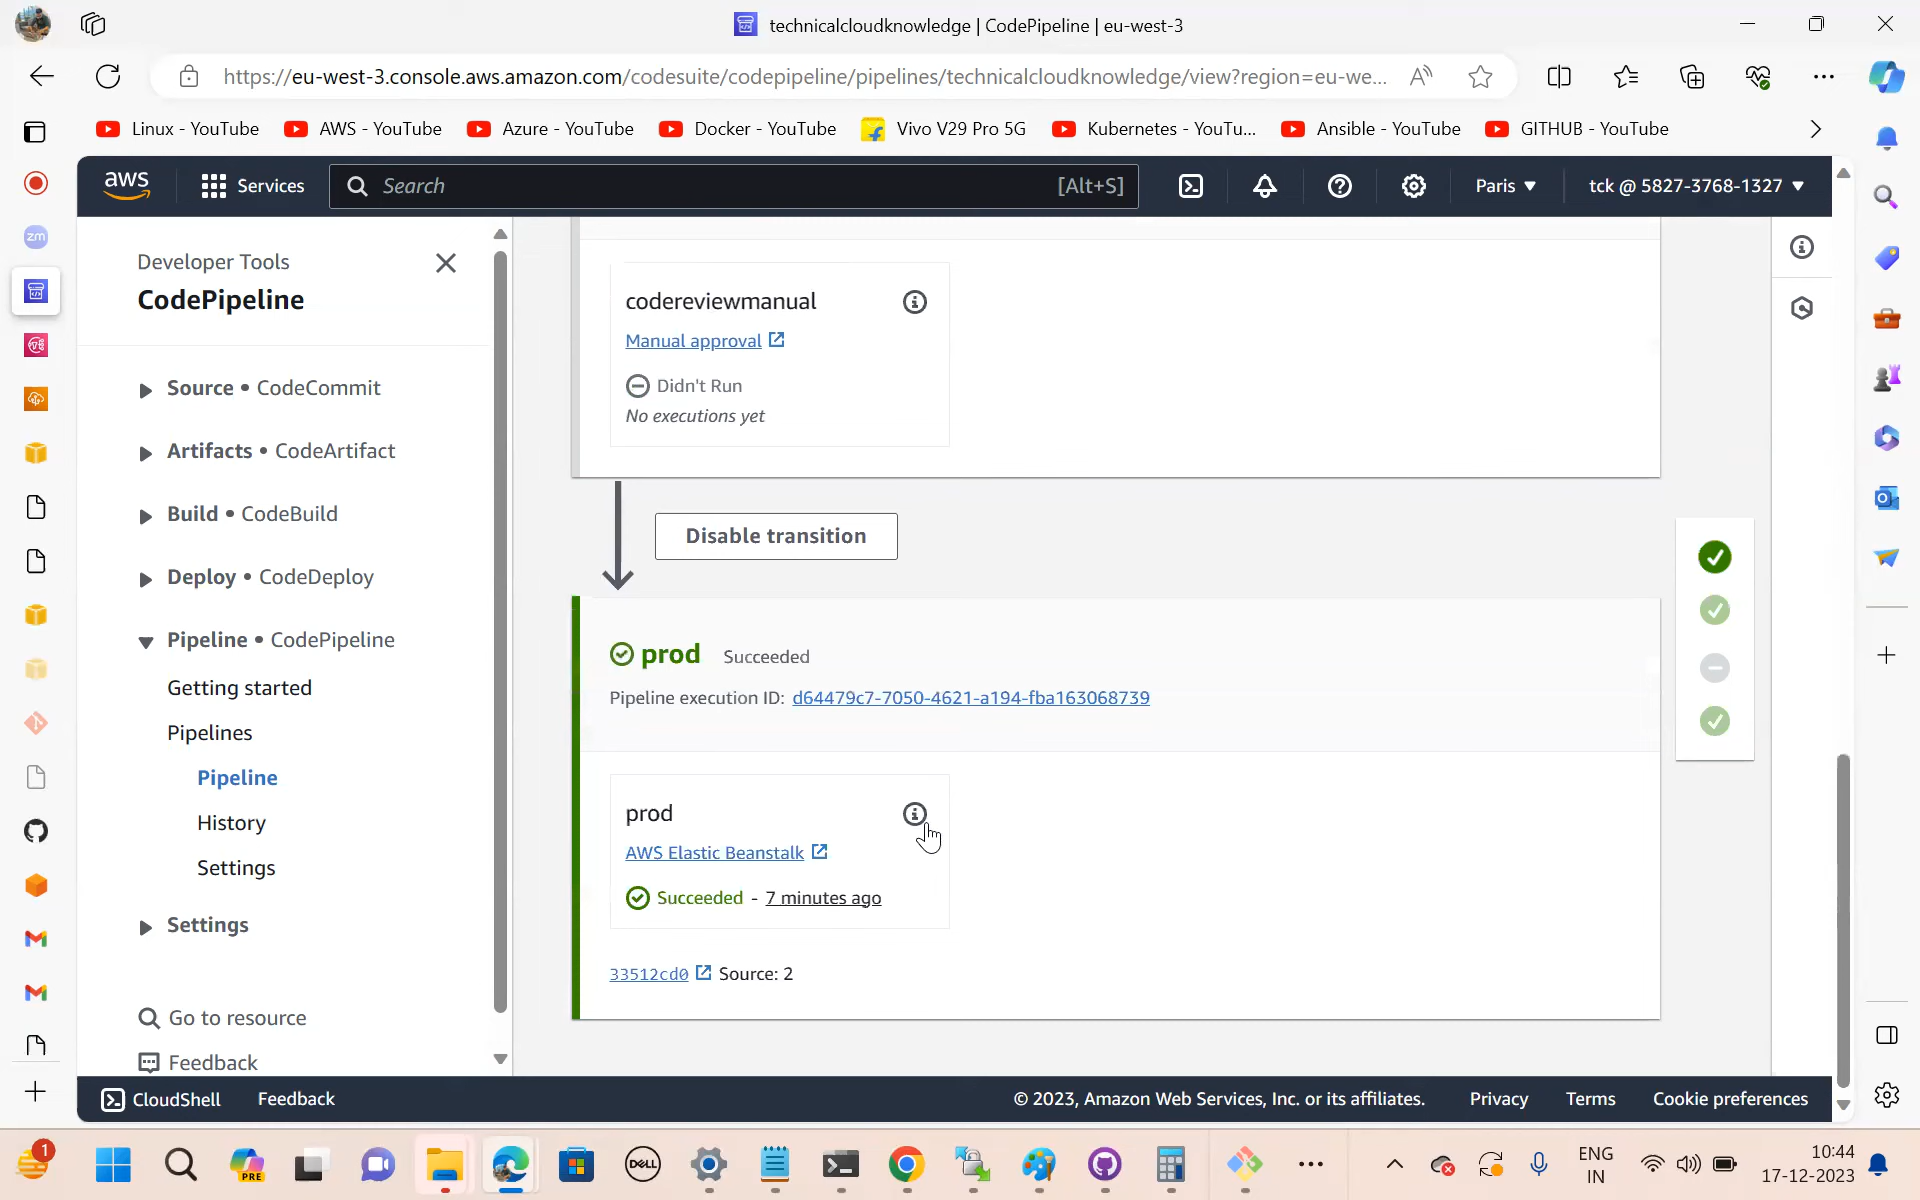 technicalcloudknowledge | CodePipeline | eu-west-3
https://eu-west-3.console.aws.amazon.com/codesuite/codepipeline/pipelines/technicalcloudknowledge/view?region=eu-we...
Linux - YouTube
AWS - YouTube
Azure - YouTube
Docker - YouTube
Vivo V29 Pro 5G
Kubernetes - YouTu...
Ansible - YouTube
GITHUB - YouTube
aws
Services
Search
[Alt+S]
Paris
tck @ 5827-3768-1327
zm
Developer Tools
CodePipeline
Source • CodeCommit
Artifacts • CodeArtifact
Build • CodeBuild
Deploy • CodeDeploy
Pipeline • CodePipeline
Getting started
Pipelines
Pipeline
History
Settings
Settings
Go to resource
Feedback
codereviewmanual
Manual approval
Didn't Run
No executions yet
Disable transition
prod Succeeded
Pipeline execution ID: d64479c7-7050-4621-a194-fba163068739
prod
AWS Elastic Beanstalk
Succeeded - 7 minutes ago
33512cd0 Source: 2
CloudShell
Feedback
© 2023, Amazon Web Services, Inc. or its affiliates.
Privacy
Terms
Cookie preferences
1
PRE
DELL
ENG
IN
10:44
17-12-2023